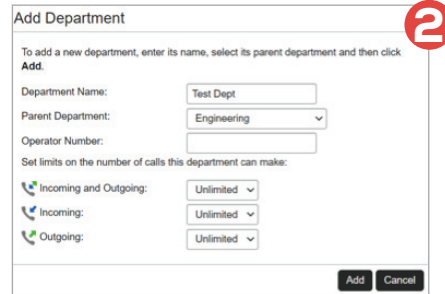 Add Department
2
To add a new department, enter its name, select its parent department and then click
Add.
Department Name: Test Dept
Parent Department: Engineering
Operator Number:
Set limits on the number of calls this department can make:
Incoming and Outgoing: Unlimited
Incoming: Unlimited
Outgoing: Unlimited
Add Cancel